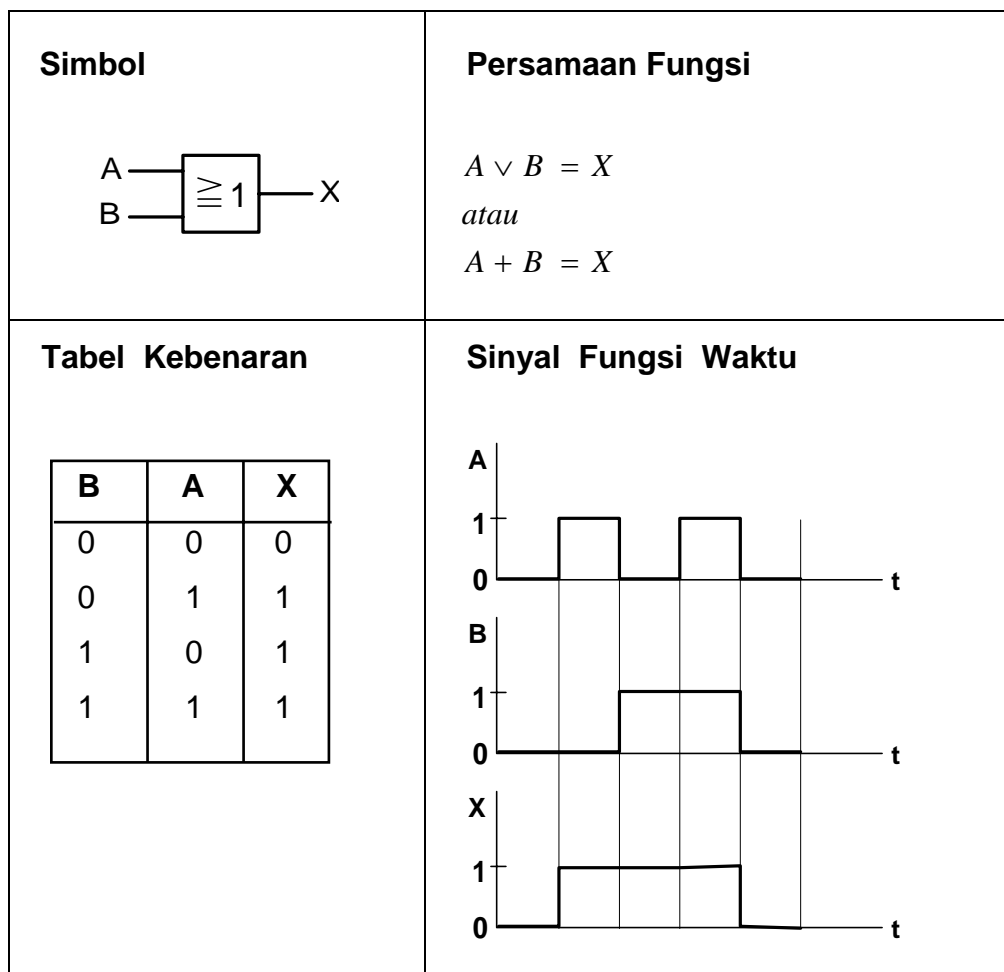 Simbol
A
B
≧ 1
X
Persamaan Fungsi
A ∨ B = X
atau
A + B = X
Tabel Kebenaran
B A X
0 0 0
0 1 1
1 0 1
1 1 1
Sinyal Fungsi Waktu
A
1
0
t
B
1
0
t
X
1
0
t